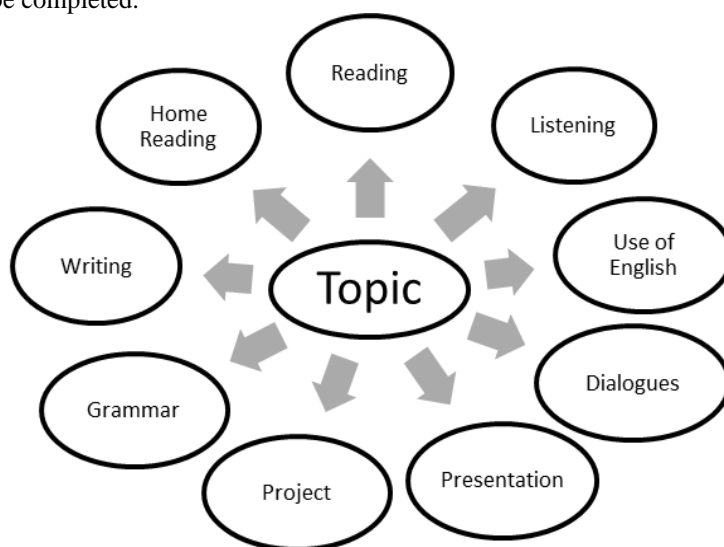 be completed.
Reading
Home
Reading
Listening
Writing
Use of
English
Topic
Dialogues
Grammar
Presentation
Project